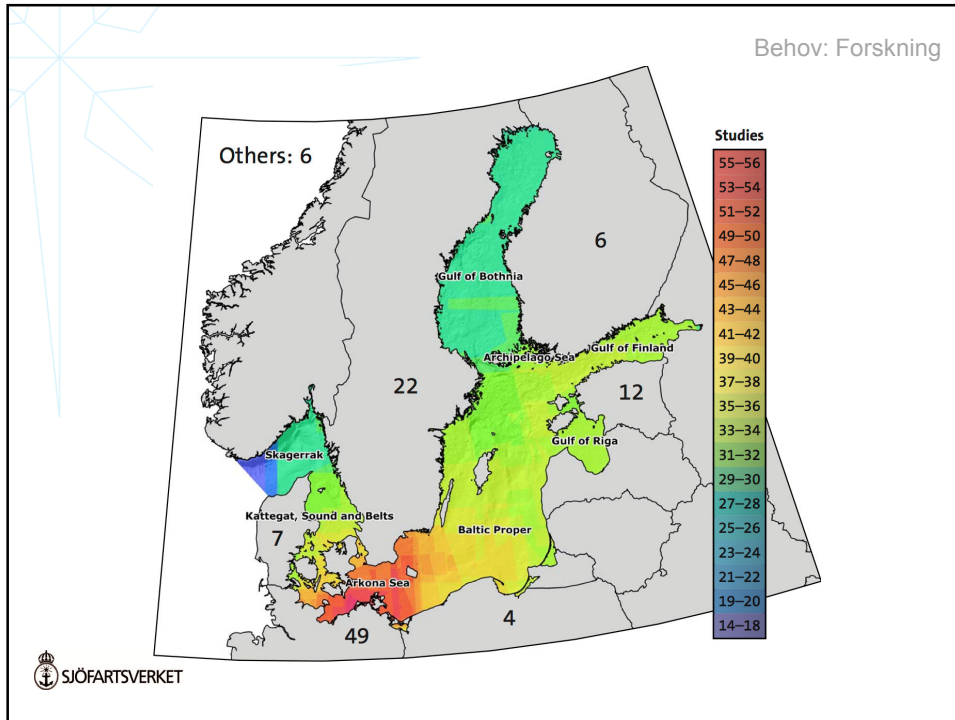 Behov: Forskning
Others: 6
Studies
55–56
53–54
51–52
49–50
47–48
45–46
43–44
41–42
39–40
37–38
35–36
33–34
31–32
29–30
27–28
25–26
23–24
21–22
19–20
14–18
6
Gulf of Bothnia
Gulf of Finland
Archipelago Sea
22
12
Gulf of Riga
Skagerrak
Kattegat, Sound and Belts
Baltic Proper
7
Arkona Sea
4
49
SJÖFARTSVERKET